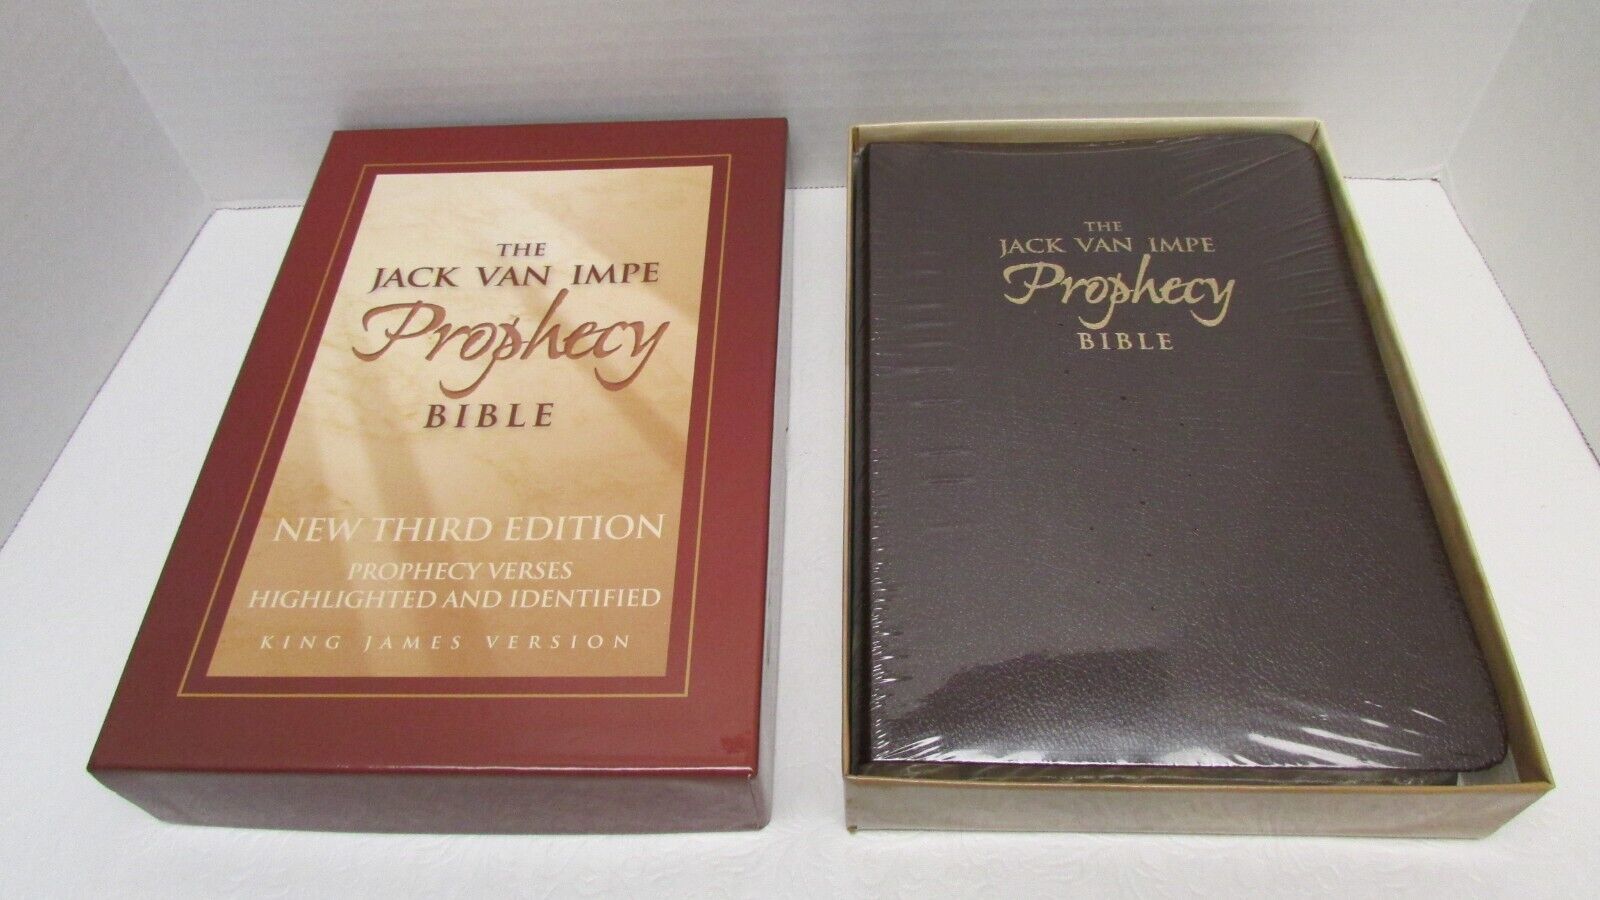 THE
JACK VAN IMPE
Prophecy
BIBLE
NEW THIRD EDITION
PROPHECY VERSES
HIGHLIGHTED AND IDENTIFIED
KING JAMES VERSION
THE
JACK VAN IMPE
Prophecy
BIBLE